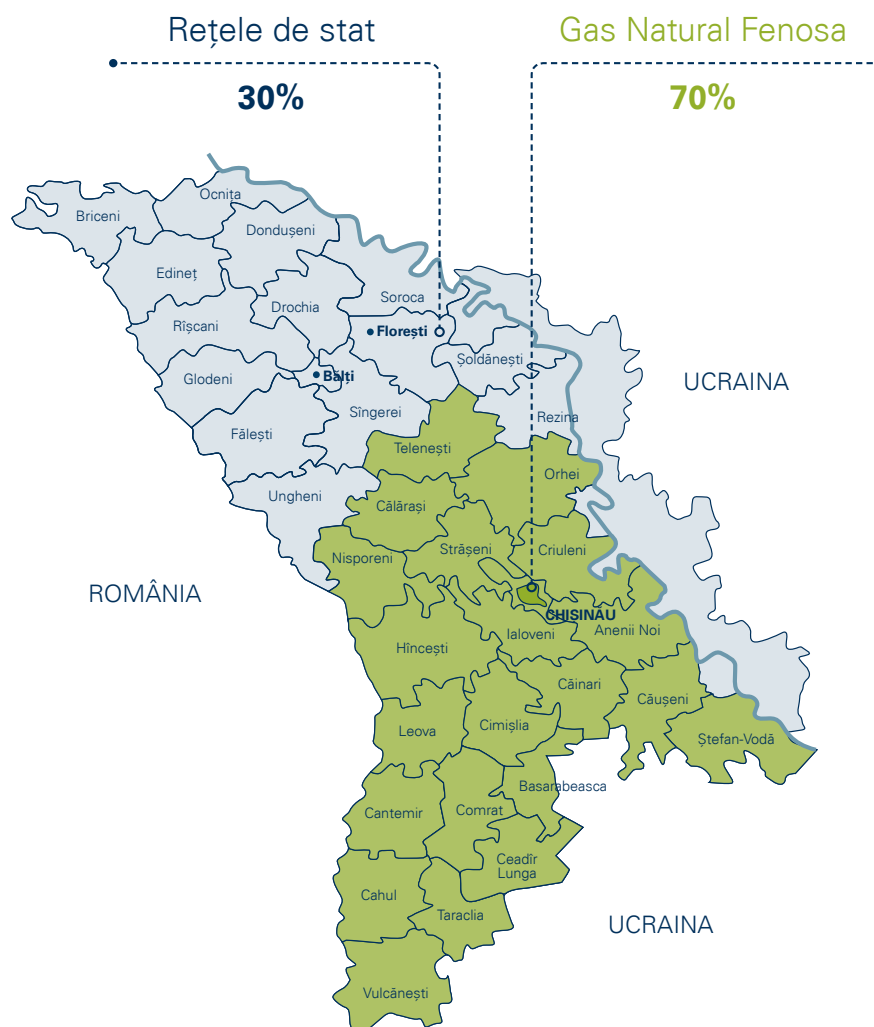 Rețele de stat
Gas Natural Fenosa
30%
70%
Ocnița
Briceni
Dondușeni
Edineț
Soroca
Drochia
Rîșcani
Florești
Șoldănești
Glodeni
Bălți
UCRAINA
Sîngerei
Rezina
Fălești
Telenești
Orhei
Ungheni
Călărași
Strășeni
Criuleni
Nisporeni
ROMÂNIA
CHISINĂU
Ialoveni
Anenii Noi
Hîncești
Căinari
Căușeni
Leova
Cimișlia
Ștefan-Vodă
Basarabeasca
Cantemir
Comrat
Ceadîr
Lunga
Cahul
Taraclia
UCRAINA
Vulcănești